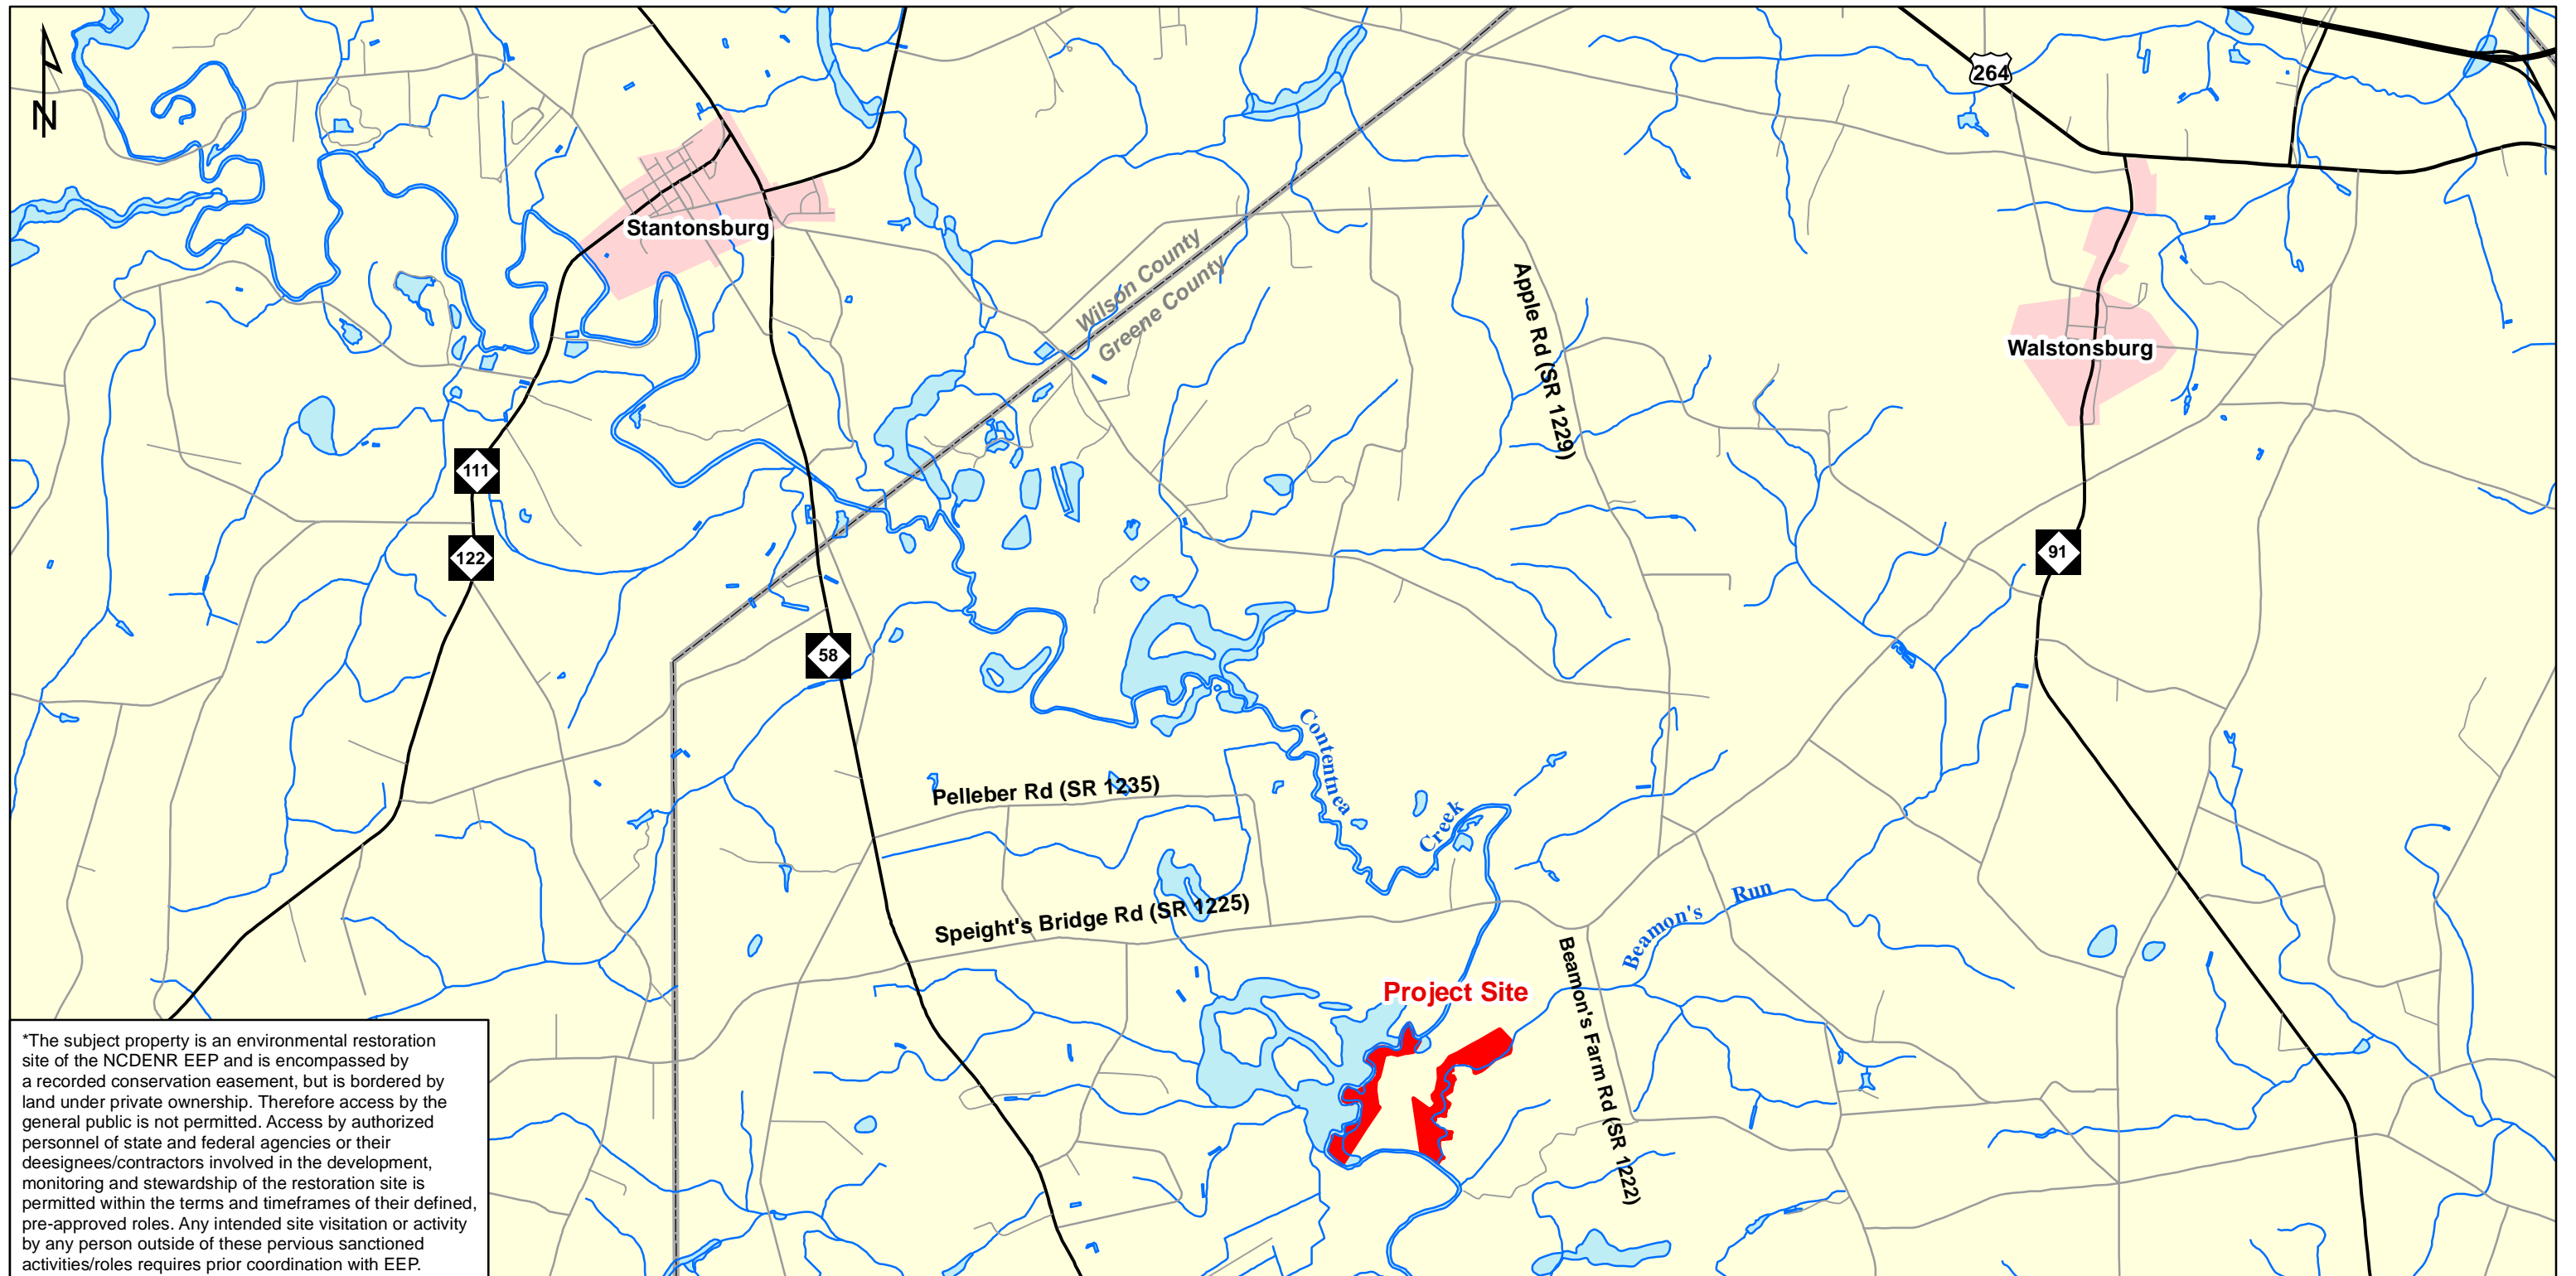 N
264
Stantonsburg
Wilson County
Greene County
Apple Rd (SR 1229)
Walstonsburg
111
122
91
58
Contentnea
Creek
Pelleber Rd (SR 1235)
Speight's Bridge Rd (SR 1225)
Beamon's Run
Project Site
Beamon's Farm Rd (SR 1222)
*The subject property is an environmental restoration
site of the NCDENR EEP and is encompassed by
a recorded conservation easement, but is bordered by
land under private ownership. Therefore access by the
general public is not permitted. Access by authorized
personnel of state and federal agencies or their
deesignees/contractors involved in the development,
monitoring and stewardship of the restoration site is
permitted within the terms and timeframes of their defined,
pre-approved roles. Any intended site visitation or activity
by any person outside of these pervious sanctioned
activities/roles requires prior coordination with EEP.